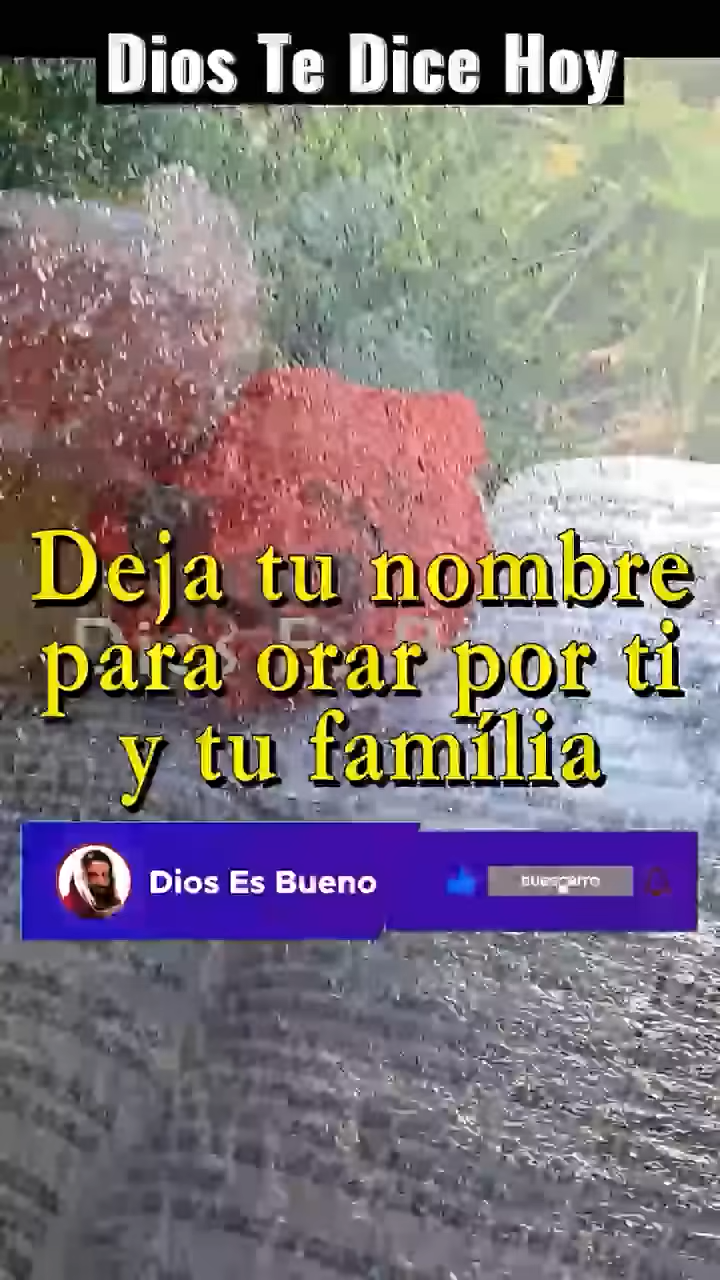 Dios Te Dice Hoy
Deja tu nombre
para orar por ti
y tu família
Dios Es Bueno